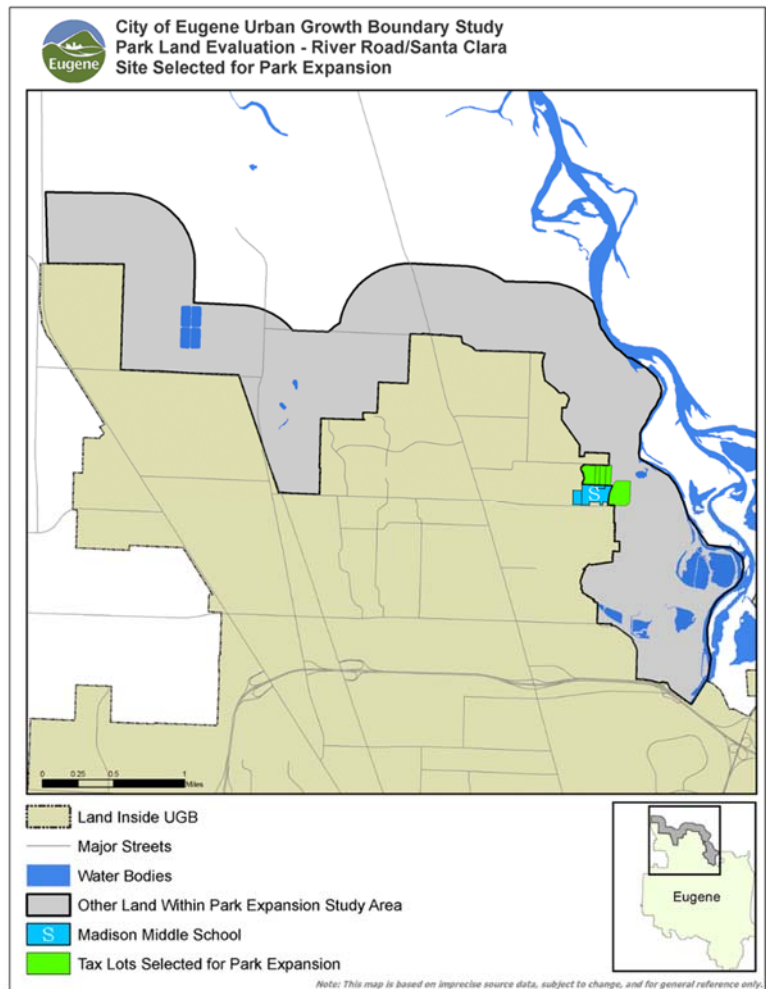 City of Eugene Urban Growth Boundary Study
Park Land Evaluation - River Road/Santa Clara
Site Selected for Park Expansion
Eugene
S
0 0.25 0.5 1
Miles
Land Inside UGB
Major Streets
Water Bodies
Other Land Within Park Expansion Study Area
S Madison Middle School
Tax Lots Selected for Park Expansion
Eugene
Note: This map is based on imprecise source data, subject to change, and for general reference only.